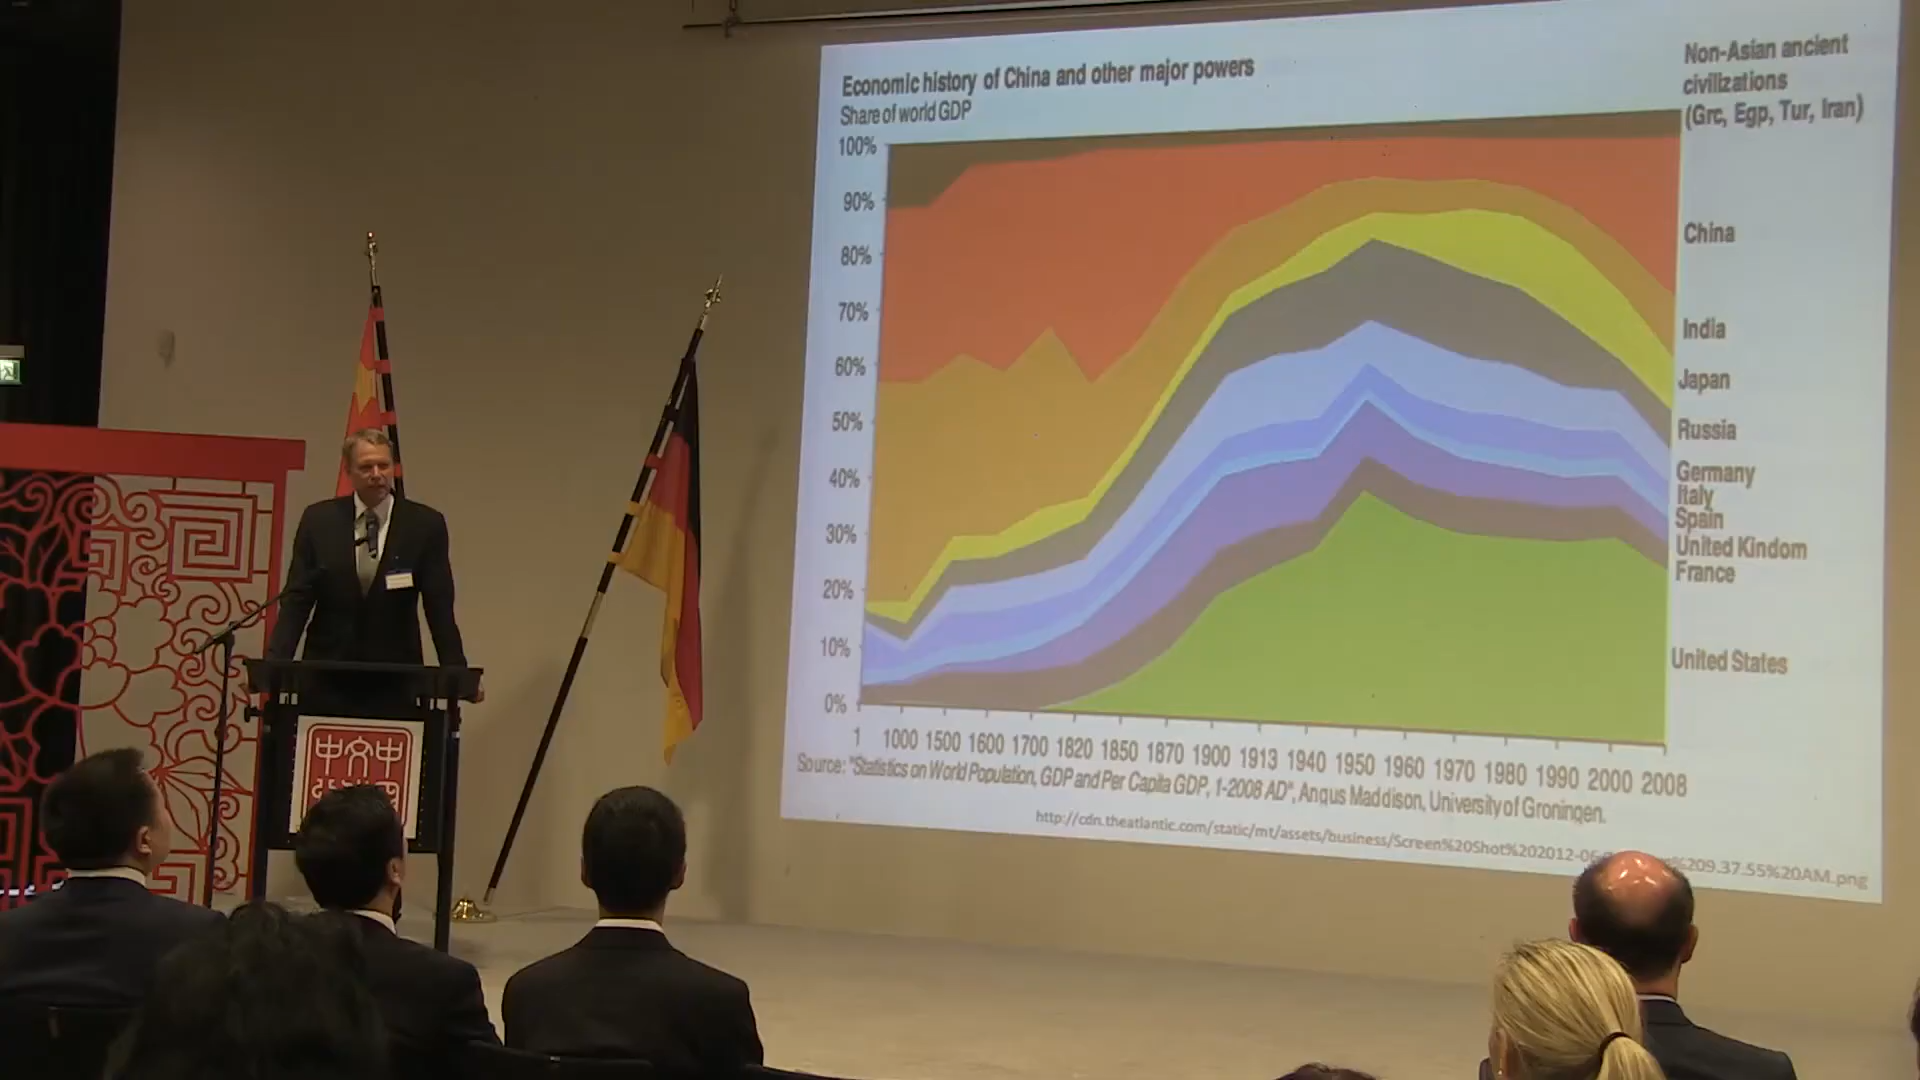 Economic history of China and other major powers
Share of world GDP
Non-Asian ancient
civilizations
(Grc, Egp, Tur, Iran)
100%
90%
80%
70%
60%
50%
40%
30%
20%
10%
0%
China
India
Japan
Russia
Germany
Italy
Spain
United Kindom
France
United States
1 1000 1500 1600 1700 1820 1850 1870 1900 1913 1940 1950 1960 1970 1980 1990 2000 2008
Source: "Statistics on World Population, GDP and Per Capita GDP, 1-2008 AD", Angus Maddison, University of Groningen.
http://cdn.theatlantic.com/static/mt/assets/business/Screen%20Shot%202012-06 %209.37.55%20AM.png